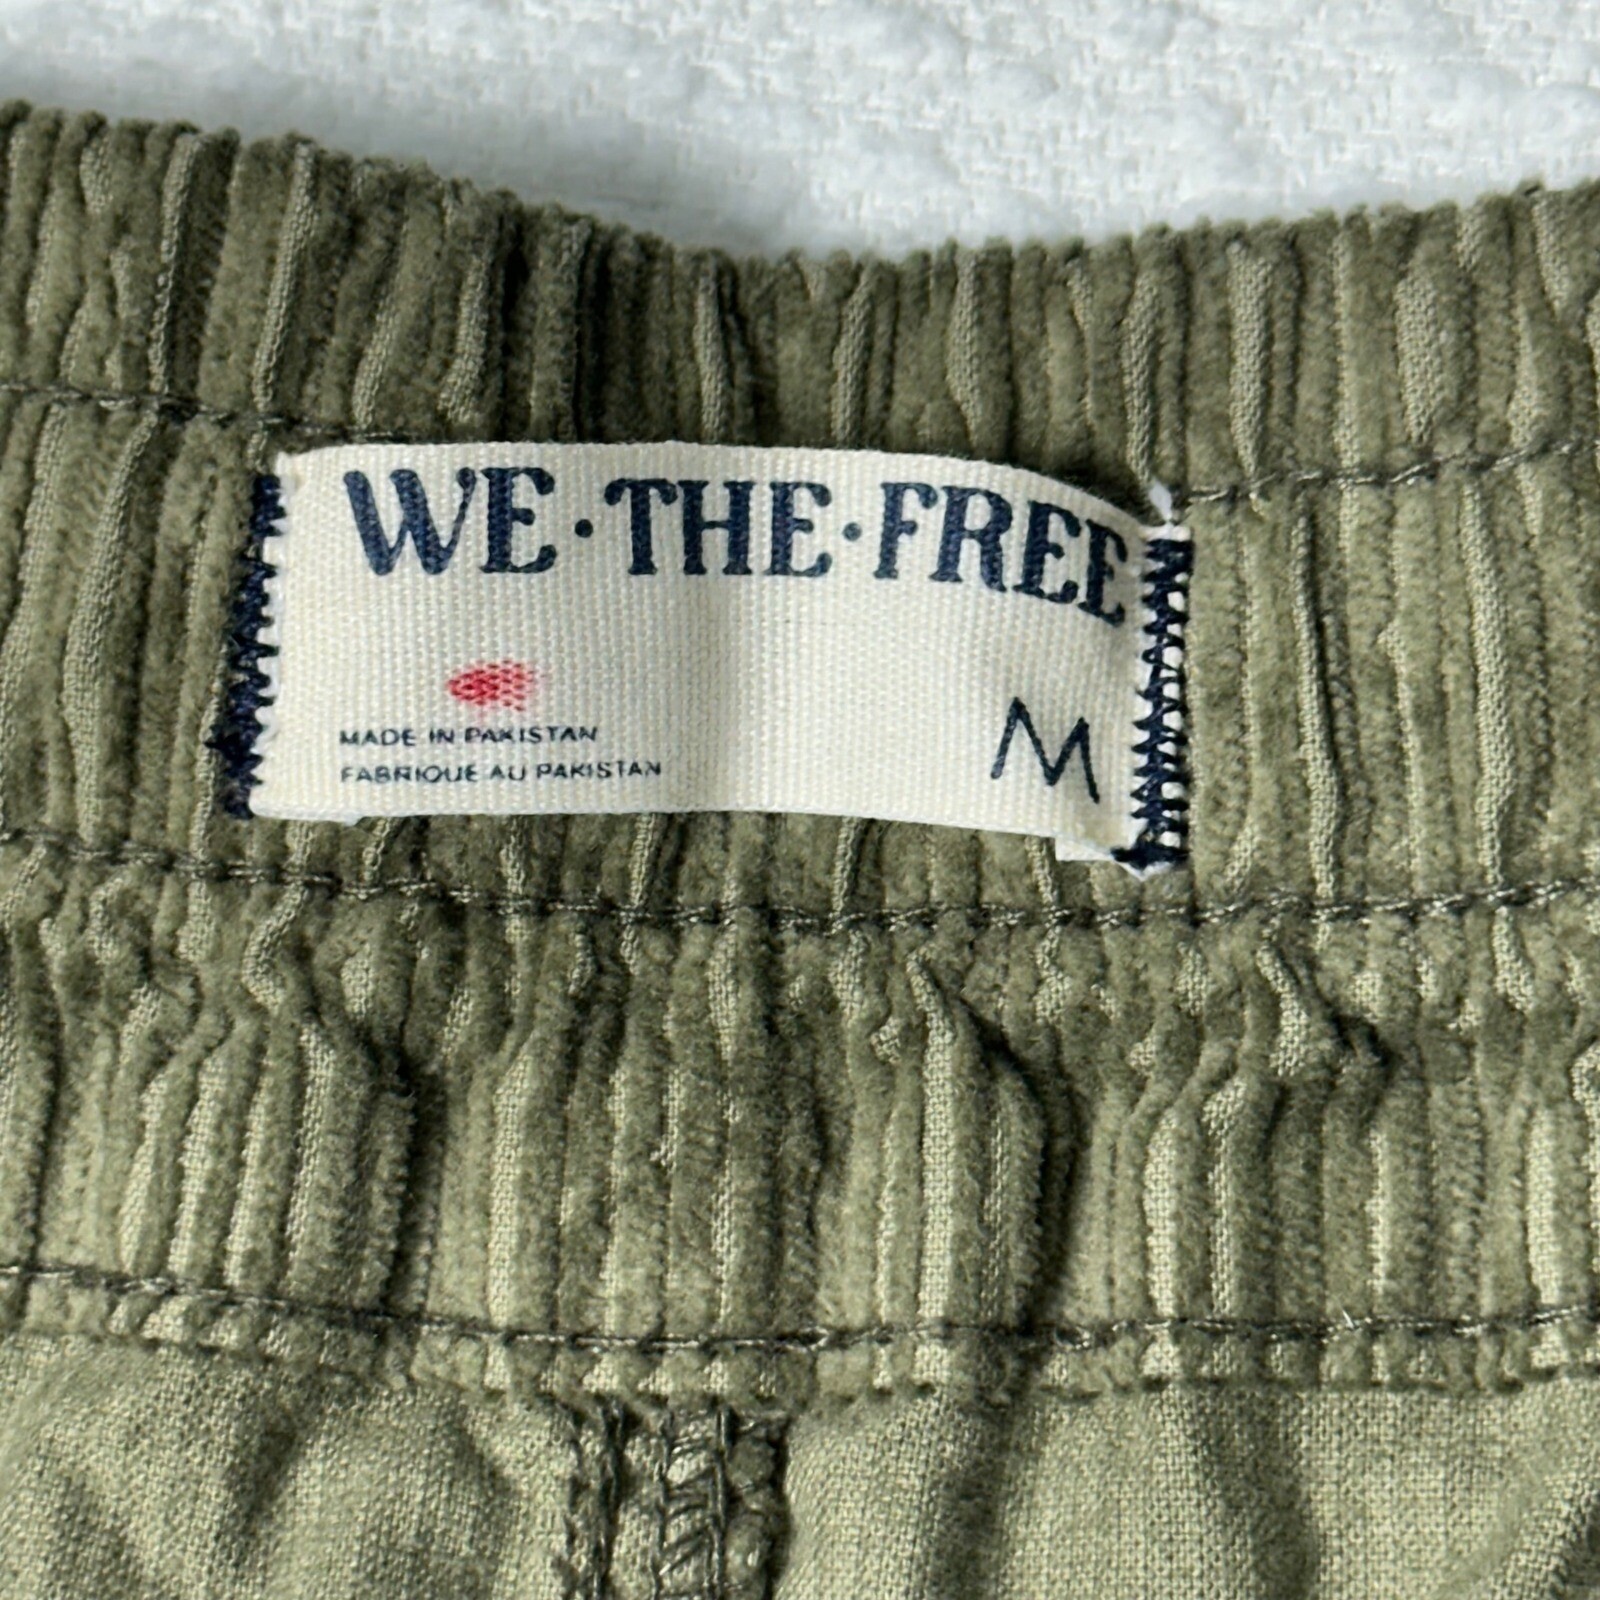 WE·THE·FREE
MADE IN PAKISTAN
FABRIQUE AU PAKISTAN
M